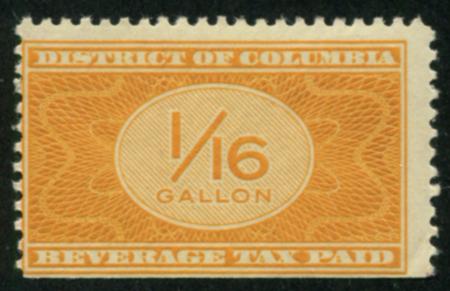 DISTRICT OF COLUMBIA
1/16
GALLON
BEVERAGE TAX PAID